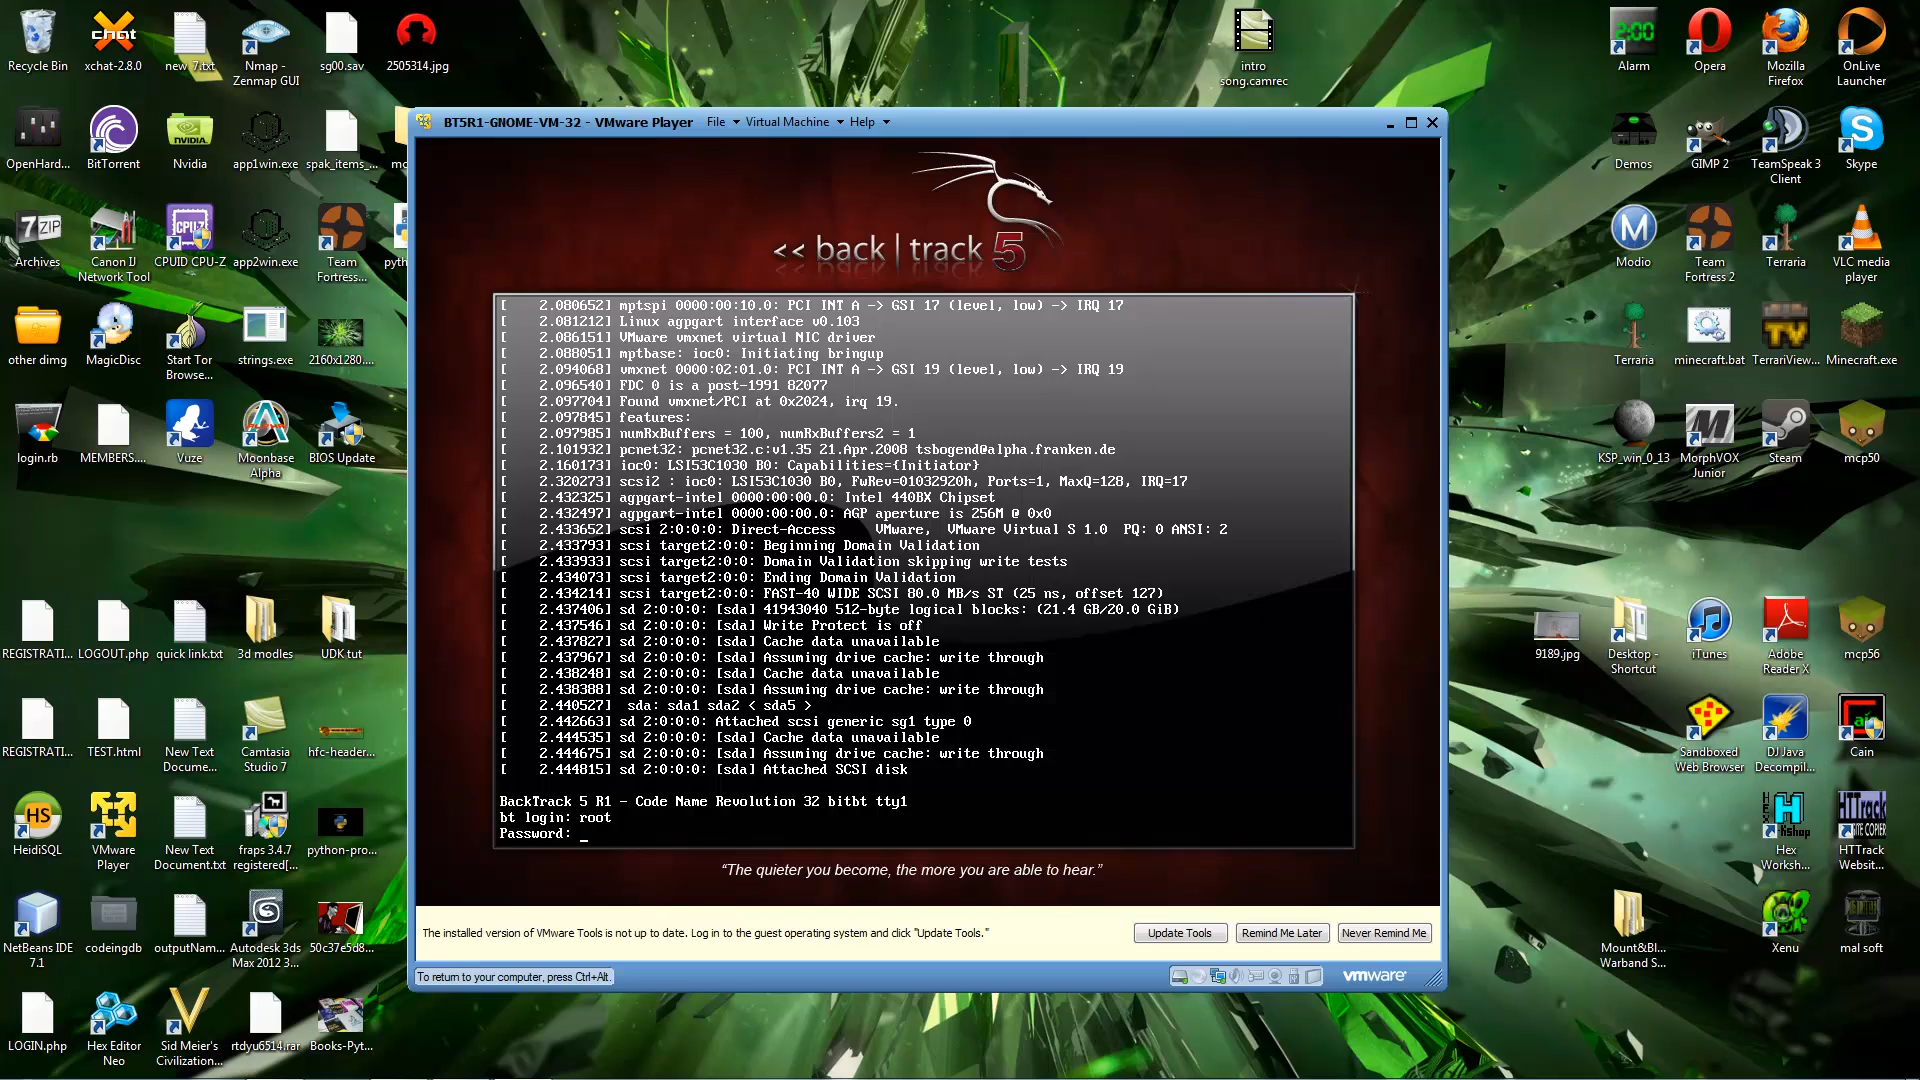 Recycle Bin
xchat-2.8.0
new 7.txt
Nmap - Zenmap GUI
sg00.sav
2505314.jpg
intro song.camrec
2:00
Alarm
Opera
Mozilla Firefox
OnLive Launcher
OpenHard...
BitTorrent
Nvidia
app1win.exe
spak_items_...
Demos
GIMP 2
TeamSpeak 3 Client
Skype
Archives
Canon IJ Network Tool
CPUID CPU-Z
app2win.exe
Team Fortress...
Modio
Team Fortress 2
Terraria
VLC media player
other dimg
MagicDisc
Start Tor Browse...
strings.exe
2160x1280....
Terraria
minecraft.bat
TerrariView...
Minecraft.exe
login.rb
MEMBERS....
Vuze
Moonbase Alpha
BIOS Update
KSP_win_0_13
MorphVOX Junior
Steam
mcp50
REGISTRATI...
LOGOUT.php
quick link.txt
3d modles
UDK tut
9189.jpg
Desktop - Shortcut
iTunes
Adobe Reader X
mcp56
REGISTRATI...
TEST.html
New Text Docume...
Camtasia Studio 7
hfc-header...
Sandboxed Web Browser
DJ Java Decompil...
Cain
HeidiSQL
VMware Player
New Text Document.txt
fraps 3.4.7 registered[...
python-pro...
Hex Worksh...
HTTrack Websit...
NetBeans IDE 7.1
codeingdb
outputNam...
Autodesk 3ds Max 2012 3...
50c37e5d8...
Mount&Bl... Warband S...
Xenu
mal soft
LOGIN.php
Hex Editor Neo
Sid Meier's Civilization...
rtdyu6514.rar
Books-Pyt...
BT5R1-GNOME-VM-32 - VMware Player File Virtual Machine Help
<< back | track 5
[    2.080652] mptspi 0000:00:10.0: PCI INT A -> GSI 17 (level, low) -> IRQ 17
[    2.081212] Linux agpgart interface v0.103
[    2.086151] VMware vmxnet virtual NIC driver
[    2.088051] mptbase: ioc0: Initiating bringup
[    2.094068] vmxnet 0000:02:01.0: PCI INT A -> GSI 19 (level, low) -> IRQ 19
[    2.096540] FDC 0 is a post-1991 82077
[    2.097704] Found vmxnet/PCI at 0x2024, irq 19.
[    2.097845] features:
[    2.097985] numRxBuffers = 100, numRxBuffers2 = 1
[    2.101932] pcnet32: pcnet32.c:v1.35 21.Apr.2008 tsbogend@alpha.franken.de
[    2.160173] ioc0: LSI53C1030 B0: Capabilities={Initiator}
[    2.320273] scsi2 : ioc0: LSI53C1030 B0, FwRev=01032920h, Ports=1, MaxQ=128, IRQ=17
[    2.432325] agpgart-intel 0000:00:00.0: Intel 440BX Chipset
[    2.432497] agpgart-intel 0000:00:00.0: AGP aperture is 256M @ 0x0
[    2.433652] scsi 2:0:0:0: Direct-Access     VMware,  VMware Virtual S 1.0  PQ: 0 ANSI: 2
[    2.433793] scsi target2:0:0: Beginning Domain Validation
[    2.433933] scsi target2:0:0: Domain Validation skipping write tests
[    2.434073] scsi target2:0:0: Ending Domain Validation
[    2.434214] scsi target2:0:0: FAST-40 WIDE SCSI 80.0 MB/s ST (25 ns, offset 127)
[    2.437406] sd 2:0:0:0: [sda] 41943040 512-byte logical blocks: (21.4 GB/20.0 GiB)
[    2.437546] sd 2:0:0:0: [sda] Write Protect is off
[    2.437827] sd 2:0:0:0: [sda] Cache data unavailable
[    2.437967] sd 2:0:0:0: [sda] Assuming drive cache: write through
[    2.438248] sd 2:0:0:0: [sda] Cache data unavailable
[    2.438388] sd 2:0:0:0: [sda] Assuming drive cache: write through
[    2.440527]  sda: sda1 sda2 < sda5 >
[    2.442663] sd 2:0:0:0: Attached scsi generic sg1 type 0
[    2.444535] sd 2:0:0:0: [sda] Cache data unavailable
[    2.444675] sd 2:0:0:0: [sda] Assuming drive cache: write through
[    2.444815] sd 2:0:0:0: [sda] Attached SCSI disk
BackTrack 5 R1 - Code Name Revolution 32 bitbt tty1
bt login: root
Password: _
“The quieter you become, the more you are able to hear.”
The installed version of VMware Tools is not up to date. Log in to the guest operating system and click "Update Tools."
Update Tools
Remind Me Later
Never Remind Me
To return to your computer, press Ctrl+Alt.
vmware